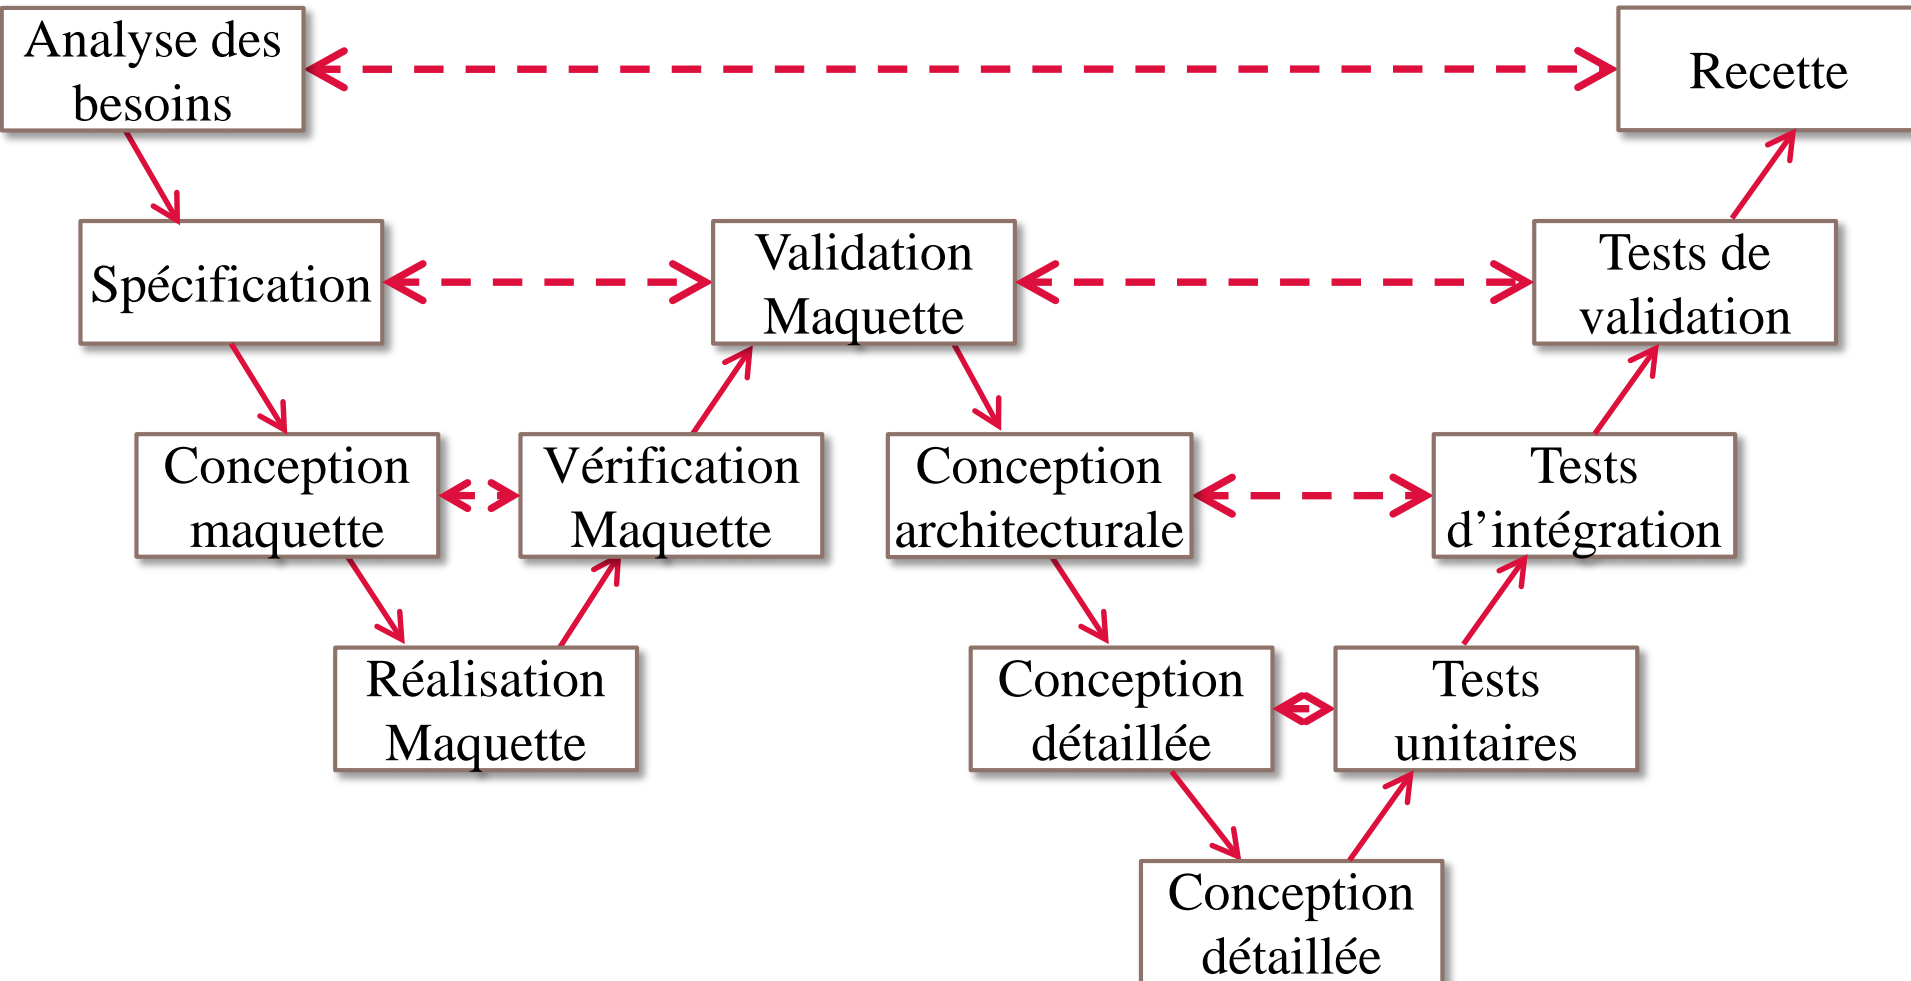 Analyse des
besoins
Recette
Spécification
Validation
Maquette
Tests de
validation
Conception
maquette
Vérification
Maquette
Conception
architecturale
Tests
d’intégration
Réalisation
Maquette
Conception
détaillée
Tests
unitaires
Conception
détaillée